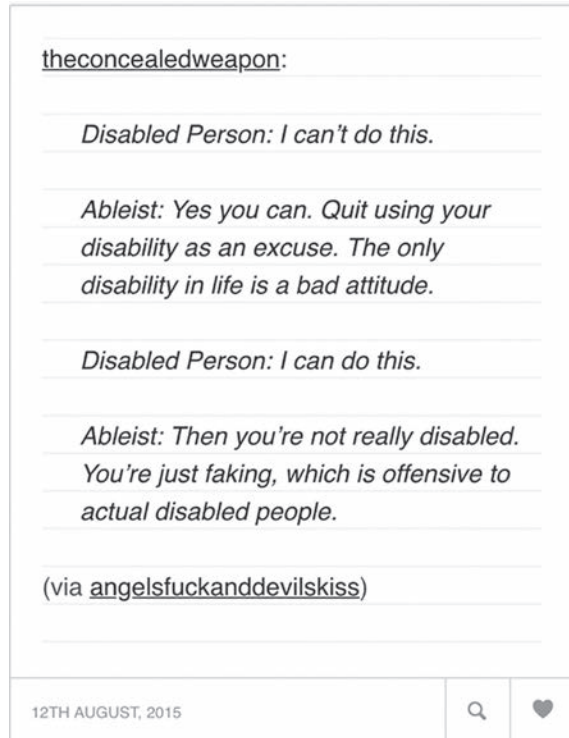 theconcealedweapon:
Disabled Person: I can’t do this.
Ableist: Yes you can. Quit using your
disability as an excuse. The only
disability in life is a bad attitude.
Disabled Person: I can do this.
Ableist: Then you’re not really disabled.
You’re just faking, which is offensive to
actual disabled people.
(via angelsfuckanddevilskiss)
12TH AUGUST, 2015